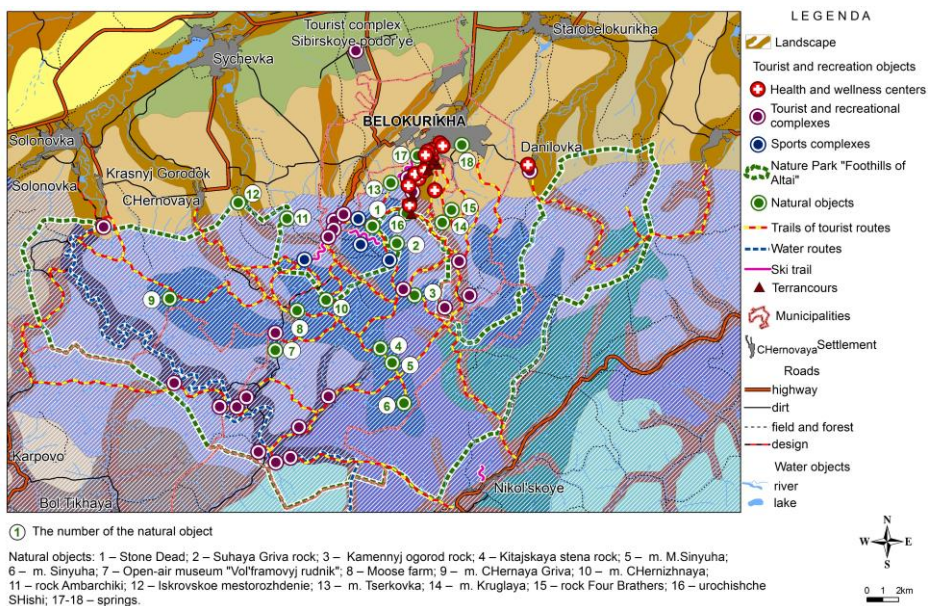 Tourist complex
Sibirskoye podor'ye
Starobelokurikha
Sychevka
BELOKURIKHA
Solonovka
Danilovka
Krasnyj Gorodok
Solonovka
CHernovaya
17
18
13
12
11
1
16
15
14
2
9
10
3
8
7
4
5
6
Karpovo
Bol.Tikhaya
Nikol'skoye
LEGENDA
Landscape
Tourist and recreation objects
Health and wellness centers
Tourist and recreational
complexes
Sports complexes
Nature Park "Foothills of
Altai"
Natural objects
Trails of tourist routes
Water routes
Ski trail
Terrancours
Municipalities
CHernovaya Settlement
Roads
highway
dirt
field and forest
design
Water objects
river
lake
N
W E
S
0 1 2km
1 The number of the natural object
Natural objects: 1 – Stone Dead; 2 – Suhaya Griva rock; 3 – Kamennyj ogorod rock; 4 – Kitajskaya stena rock; 5 – m. M.Sinyuha;
6 – m. Sinyuha; 7 – Open-air museum "Vol'framovyj rudnik"; 8 – Moose farm; 9 – m. CHernaya Griva; 10 – m. CHernizhnaya;
11 – rock Ambarchiki; 12 – Iskrovskoe mestorozhdenie; 13 – m. Tserkovka; 14 – m. Kruglaya; 15 – rock Four Brathers; 16 – urochishche
SHishi; 17-18 – springs.